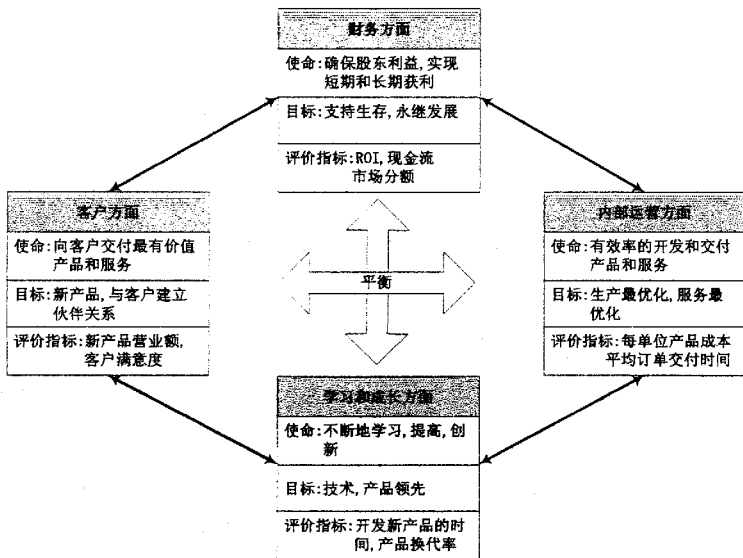 财务方面
使命:确保股东利益,实现
短期和长期获利
目标:支持生存,永继发展
评价指标:ROI,现金流
市场分额
客户方面
使命:向客户交付最有价值
产品和服务
目标:新产品,与客户建立
伙伴关系
评价指标:新产品营业额,
客户满意度
平衡
内部运营方面
使命:有效率的开发和交付
产品和服务
目标:生产最优化,服务最
优化
评价指标:每单位产品成本
平均订单交付时间
学习和成长方面
使命:不断地学习,提高,创
新
目标:技术,产品领先
评价指标:开发新产品的时
间,产品换代率